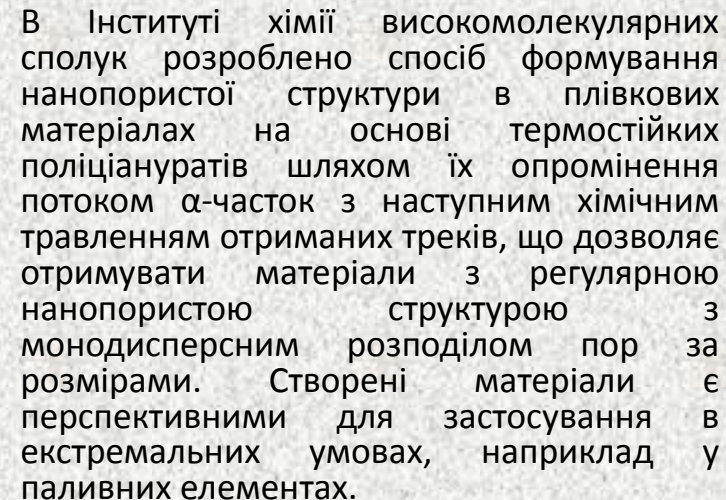 В Інституті хімії високомолекулярних
сполук розроблено спосіб формування
нанопористої структури в плівкових
матеріалах на основі термостійких
поліціануратів шляхом їх опромінення
потоком α-часток з наступним хімічним
травленням отриманих треків, що дозволяє
отримувати матеріали з регулярною
нанопористою структурою з
монодисперсним розподілом пор за
розмірами. Створені матеріали є
перспективними для застосування в
екстремальних умовах, наприклад у
паливних елементах.